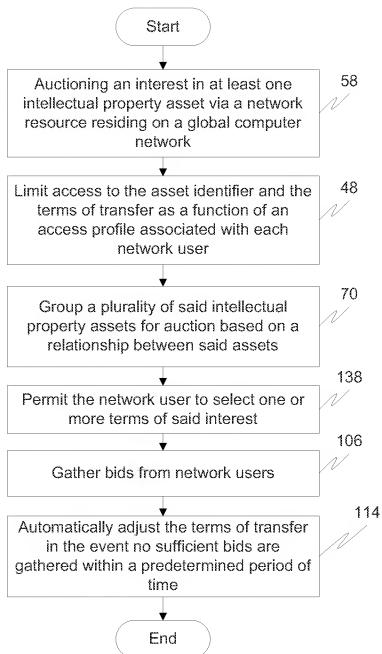 Start
Auctioning an interest in at least one
intellectual property asset via a network
resource residing on a global computer
network
58
Limit access to the asset identifier and the
terms of transfer as a function of an
access profile associated with each
network user
48
Group a plurality of said intellectual
property assets for auction based on a
relationship between said assets
70
Permit the network user to select one or
more terms of said interest
138
Gather bids from network users
106
Automatically adjust the terms of transfer
in the event no sufficient bids are
gathered within a predetermined period of
time
114
End